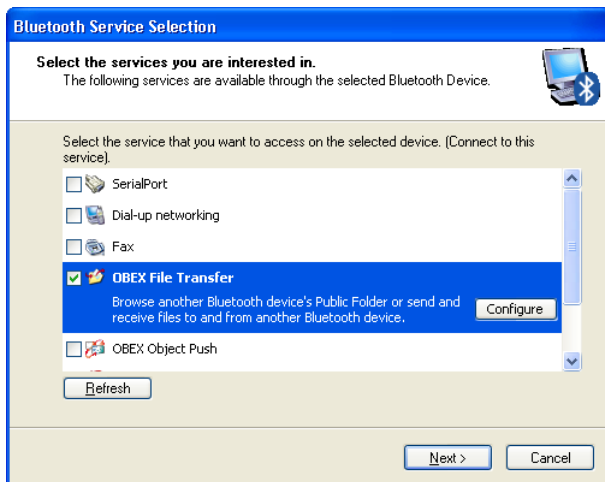 Bluetooth Service Selection
Select the services you are interested in.
The following services are available through the selected Bluetooth Device.
Select the service that you want to access on the selected device. (Connect to this
service).
SerialPort
Dial-up networking
Fax
OBEX File Transfer
Browse another Bluetooth device's Public Folder or send and
receive files to and from another Bluetooth device.
Configure
OBEX Object Push
Refresh
Next >
Cancel